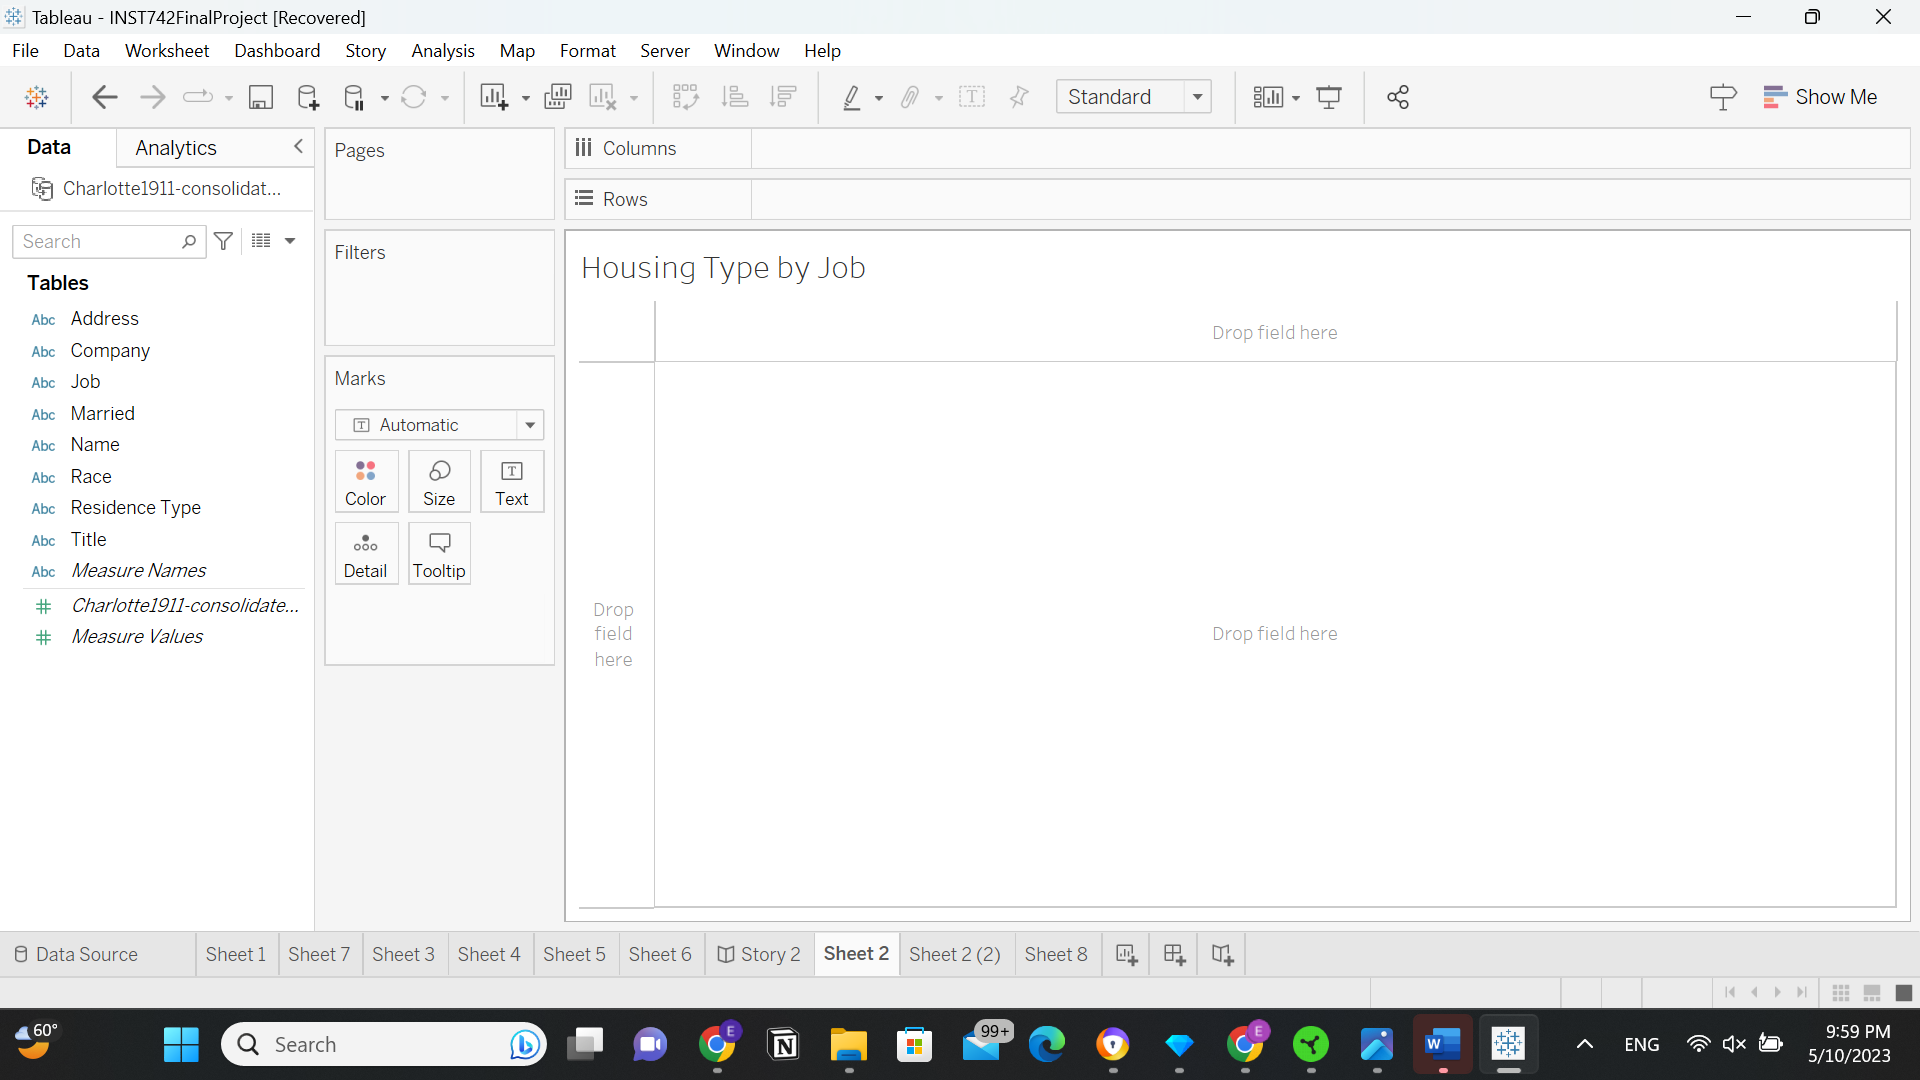 Tableau - INST742FinalProject [Recovered]
File Data Worksheet Dashboard Story Analysis Map Format Server Window Help
Standard
Show Me
Data Analytics
Charlotte1911-consolidat...
Search
Tables
Abc Address
Abc Company
Abc Job
Abc Married
Abc Name
Abc Race
Abc Residence Type
Abc Title
Abc Measure Names
# Charlotte1911-consolidate...
# Measure Values
Pages
Filters
Marks
T Automatic
Color Size T Text
Detail Tooltip
Columns
Rows
Housing Type by Job
Drop field here
Drop
field
here
Drop field here
Data Source Sheet 1 Sheet 7 Sheet 3 Sheet 4 Sheet 5 Sheet 6 Story 2 Sheet 2 Sheet 2 (2) Sheet 8
60°
Search
E
N
99+
E
W
ENG
9:59 PM
5/10/2023